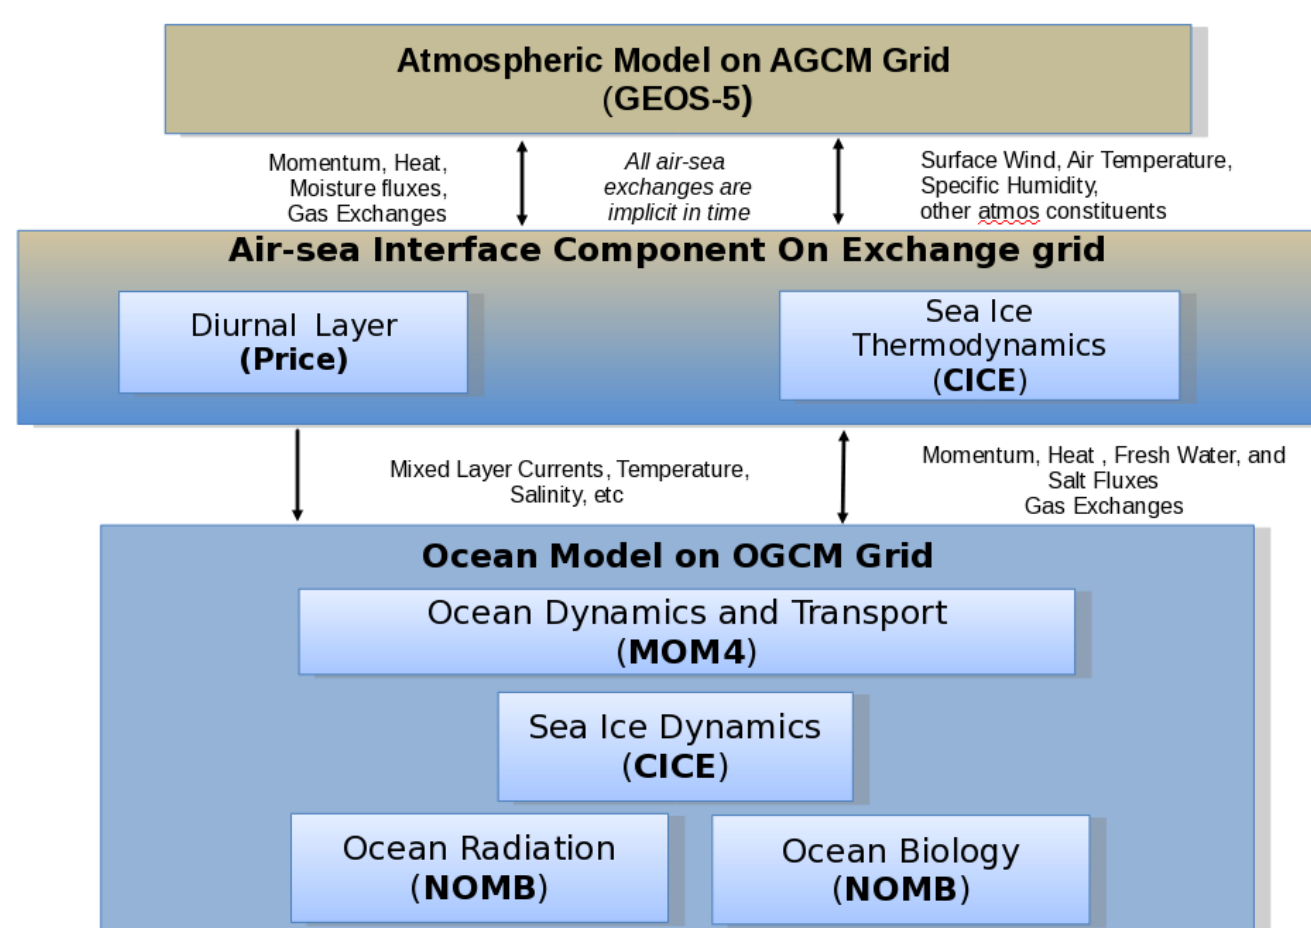 Atmospheric Model on AGCM Grid
(GEOS-5)
Momentum, Heat,
Moisture fluxes,
Gas Exchanges
All air-sea
exchanges are
implicit in time
Surface Wind, Air Temperature,
Specific Humidity,
other atmos constituents
Air-sea Interface Component On Exchange grid
Diurnal Layer
(Price)
Sea Ice
Thermodynamics
(CICE)
Mixed Layer Currents, Temperature,
Salinity, etc
Momentum, Heat , Fresh Water, and
Salt Fluxes
Gas Exchanges
Ocean Model on OGCM Grid
Ocean Dynamics and Transport
(MOM4)
Sea Ice Dynamics
(CICE)
Ocean Radiation
(NOMB)
Ocean Biology
(NOMB)